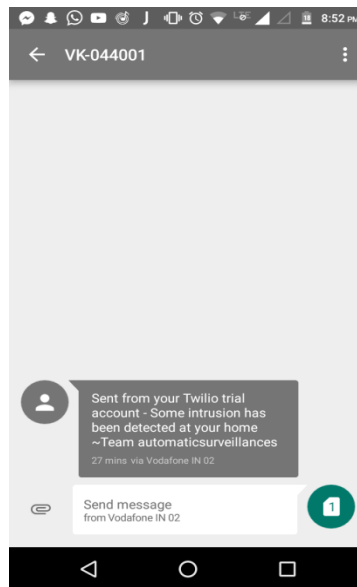 8:52 PM
VK-044001
Sent from your Twilio trial
account - Some intrusion has
been detected at your home
~Team automaticsurveillances
27 mins via Vodafone IN 02
Send message
from Vodafone IN 02
1